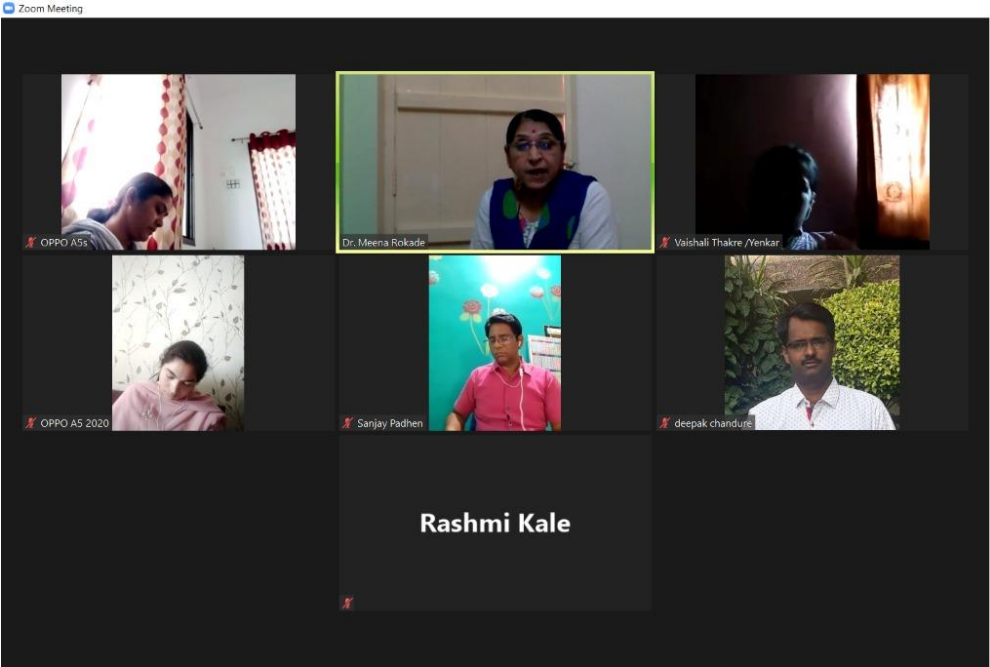 Zoom Meeting
OPPO A5s
Dr. Meena Rokade
Vaishali Thakre /Yenkar
OPPO A5 2020
Sanjay Padhen
deepak chandure
Rashmi Kale